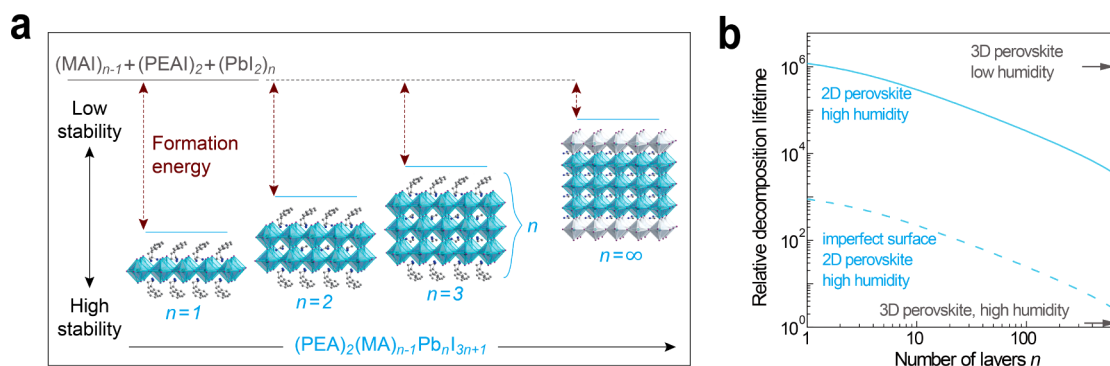 a
(MAI)n-1+(PEAI)2+(PbI2)n
Low
stability
Formation
energy
High
stability
n=1
n=2
n=3
n
n=∞
(PEA)2(MA)n-1PbnI3n+1
b
Relative decomposition lifetime
10^6
10^4
10^2
10^0
3D perovskite
low humidity
2D perovskite
high humidity
imperfect surface
2D perovskite
high humidity
3D perovskite, high humidity
1
10
100
Number of layers n